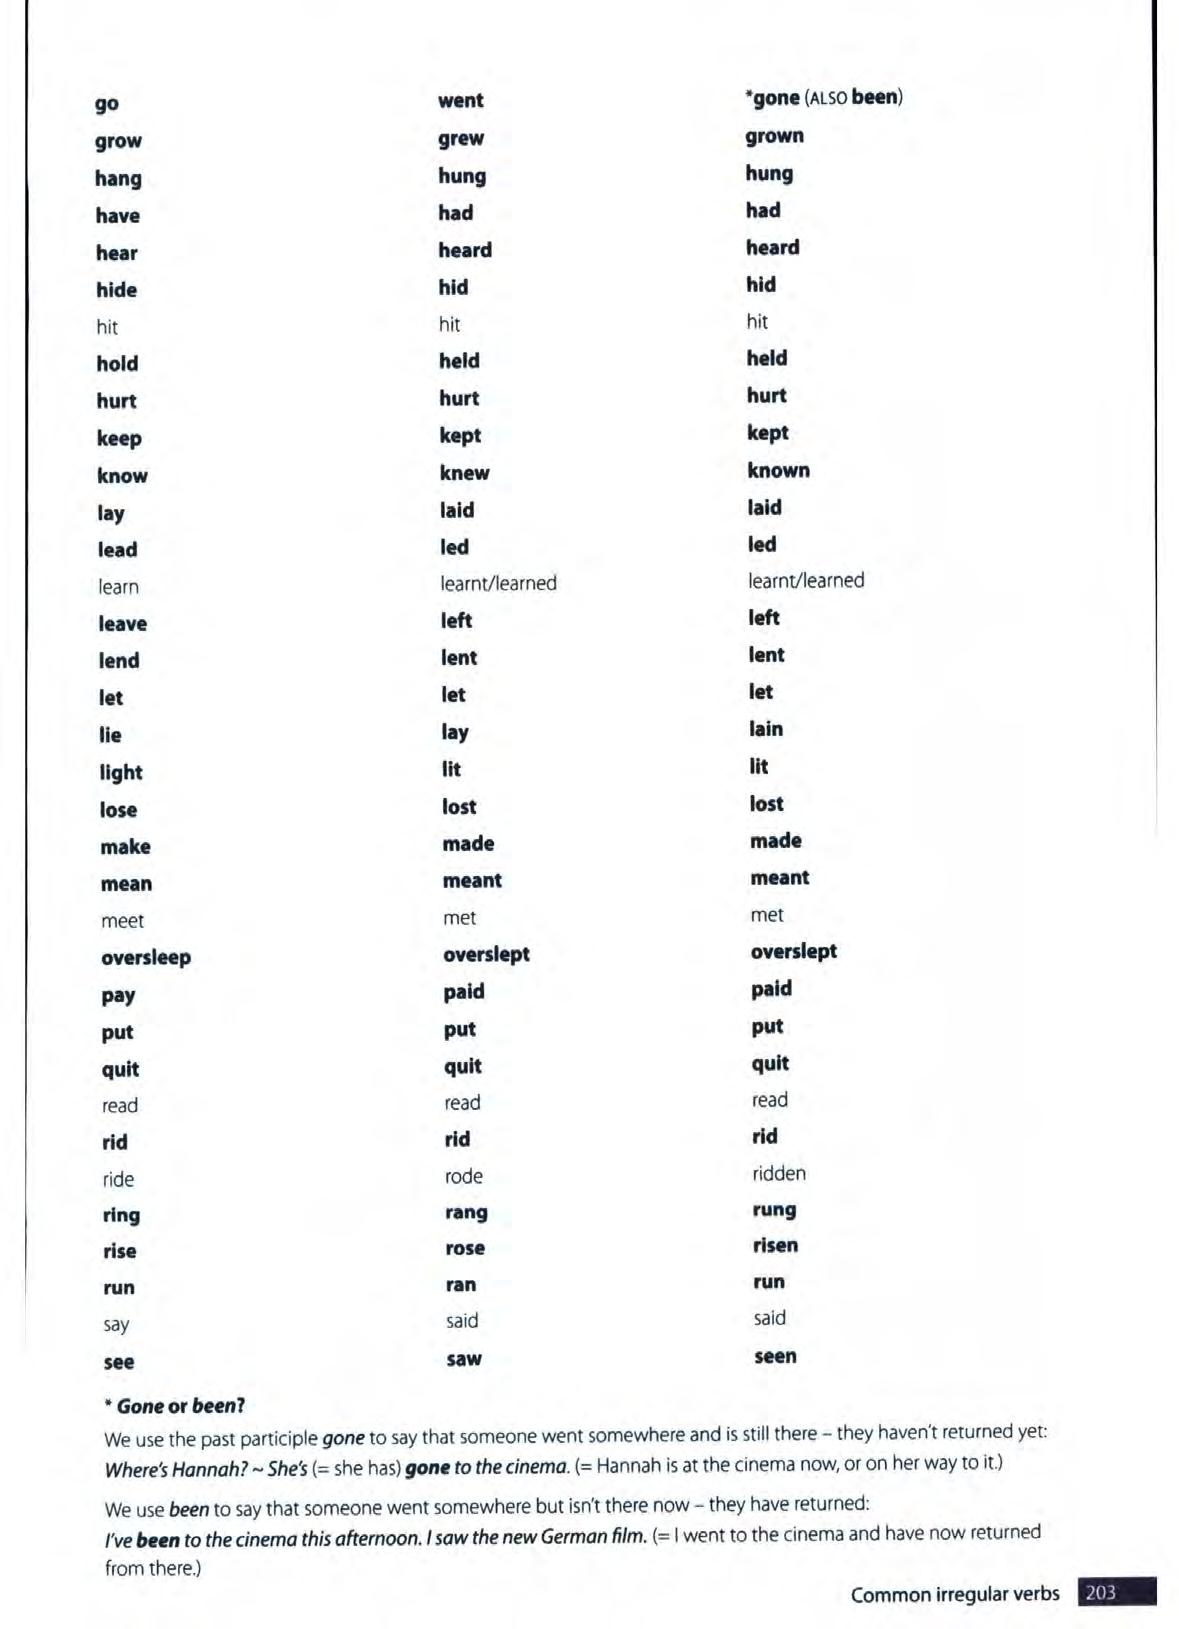 go went *gone (ALSO been)
grow grew grown
hang hung hung
have had had
hear heard heard
hide hid hid
hit hit hit
hold held held
hurt hurt hurt
keep kept kept
know knew known
lay laid laid
lead led led
learn learnt/learned learnt/learned
leave left left
lend lent lent
let let let
lie lay lain
light lit lit
lose lost lost
make made made
mean meant meant
meet met met
oversleep overslept overslept
pay paid paid
put put put
quit quit quit
read read read
rid rid rid
ride rode ridden
ring rang rung
rise rose risen
run ran run
say said said
see saw seen
* Gone or been?
We use the past participle gone to say that someone went somewhere and is still there – they haven't returned yet:
Where's Hannah? ~ She's (= she has) gone to the cinema. (= Hannah is at the cinema now, or on her way to it.)
We use been to say that someone went somewhere but isn't there now – they have returned:
I've been to the cinema this afternoon. I saw the new German film. (= I went to the cinema and have now returned
from there.)
Common irregular verbs 203